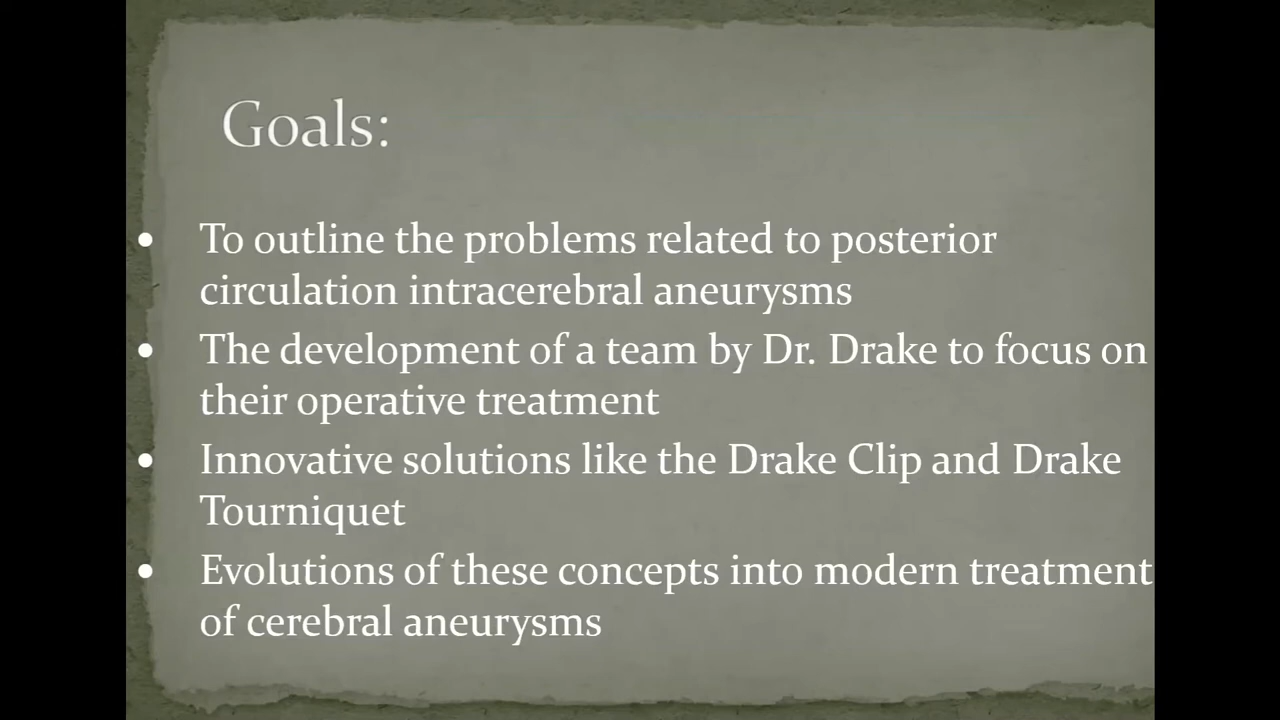 Goals:
• To outline the problems related to posterior
circulation intracerebral aneurysms
• The development of a team by Dr. Drake to focus on
their operative treatment
• Innovative solutions like the Drake Clip and Drake
Tourniquet
• Evolutions of these concepts into modern treatment
of cerebral aneurysms